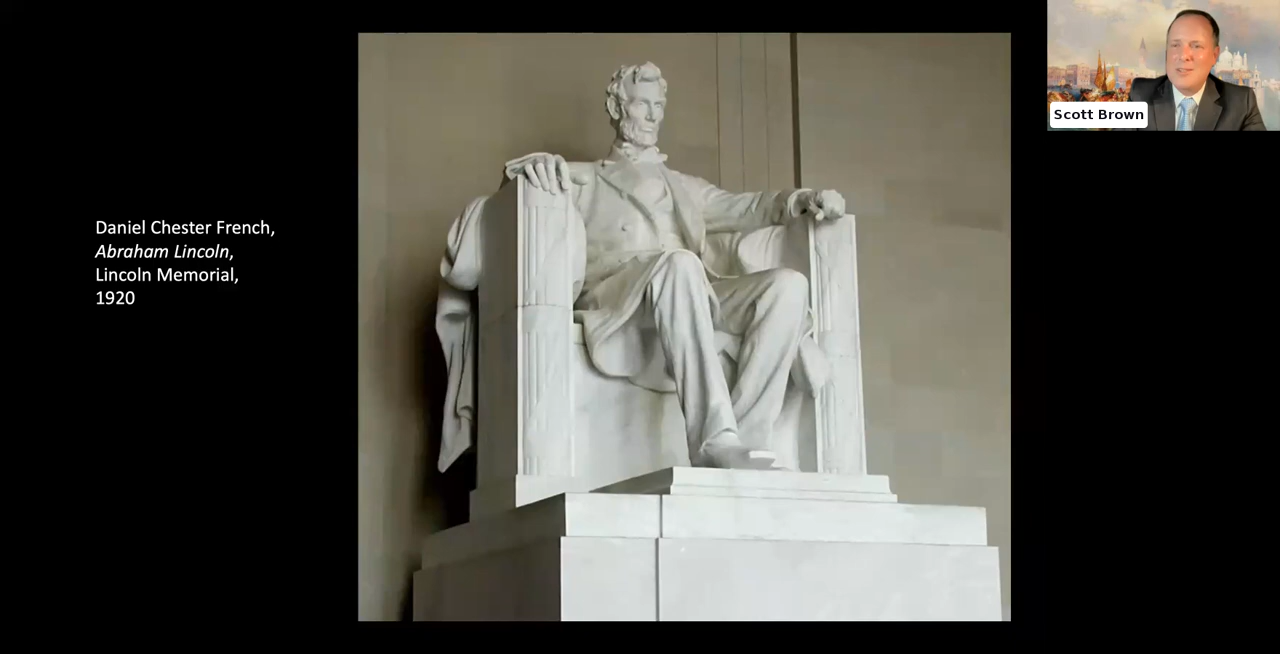 Daniel Chester French,
Abraham Lincoln,
Lincoln Memorial,
1920
Scott Brown